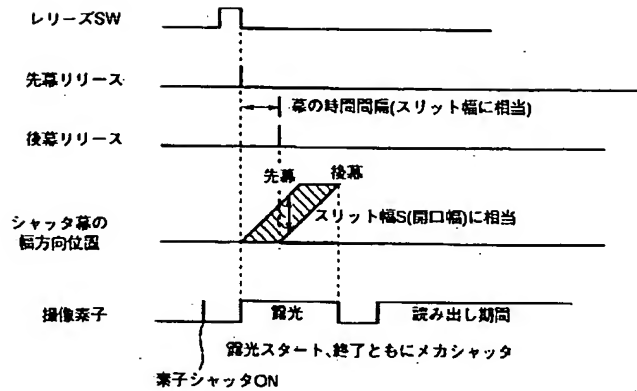 レリーズSW
先幕リリース
幕の時間間隔(スリット幅に相当)
後幕リリース
先幕
後幕
スリット幅S(開口幅)に相当
シャッタ幕の
幅方向位置
撮像素子
露光
読み出し期間
露光スタート、終了ともにメカシャッタ
素子シャッタON